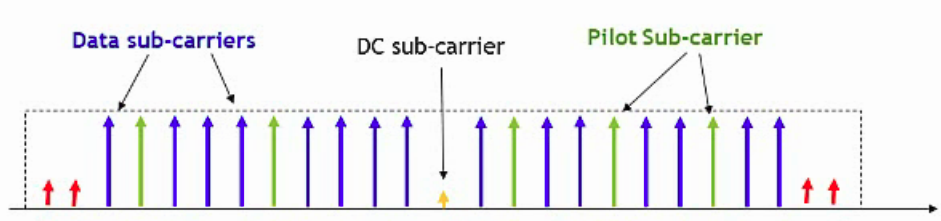 Data sub-carriers
DC sub-carrier
Pilot Sub-carrier